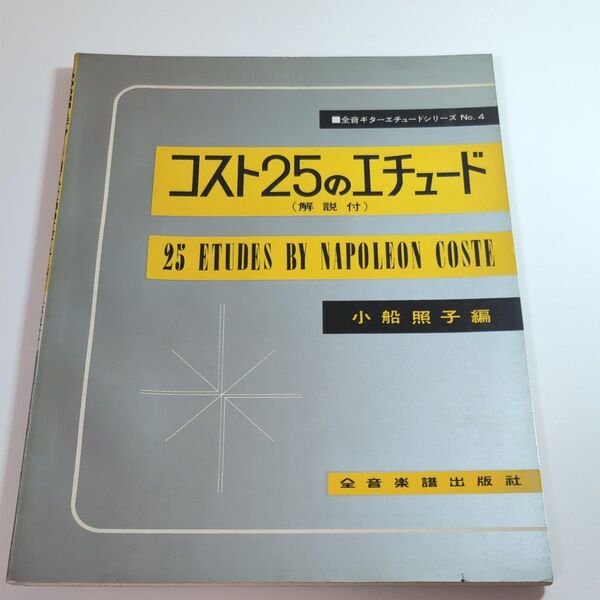 ■全音ギターエチュードシリーズ No. 4
コスト25のエチュード
(解説付)
25 ETUDES BY NAPOLEON COSTE
小船照子編
全音楽譜出版社